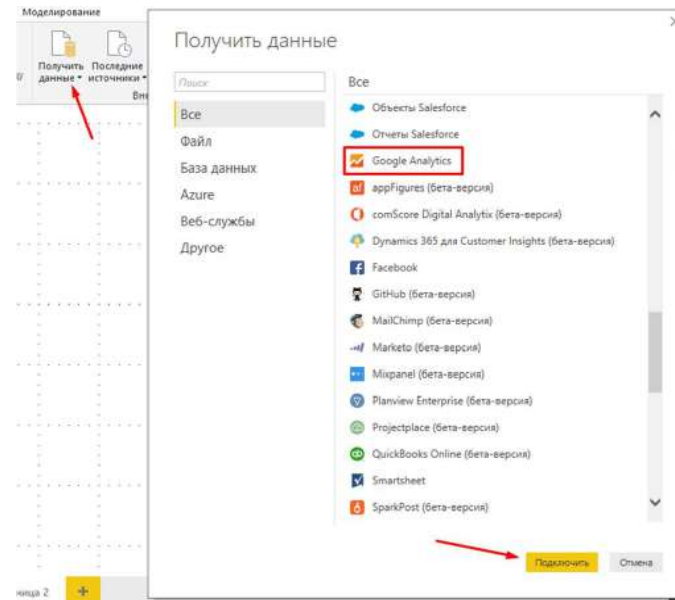 Моделирование
Получить данные
Получить
данные
Последние
источники
Вн
Поиск
Все
Файл
База данных
Azure
Веб-службы
Другое
Все
Объекты Salesforce
Отчеты Salesforce
Google Analytics
appFigures (бета-версия)
comScore Digital Analytix (бета-версия)
Dynamics 365 для Customer Insights (бета-версия)
Facebook
GitHub (бета-версия)
MailChimp (бета-версия)
Marketo (бета-версия)
Mixpanel (бета-версия)
Planview Enterprise (бета-версия)
Projectplace (бета-версия)
QuickBooks Online (бета-версия)
Smartsheet
SparkPost (бета-версия)
Подключить
Отмена
ница 2